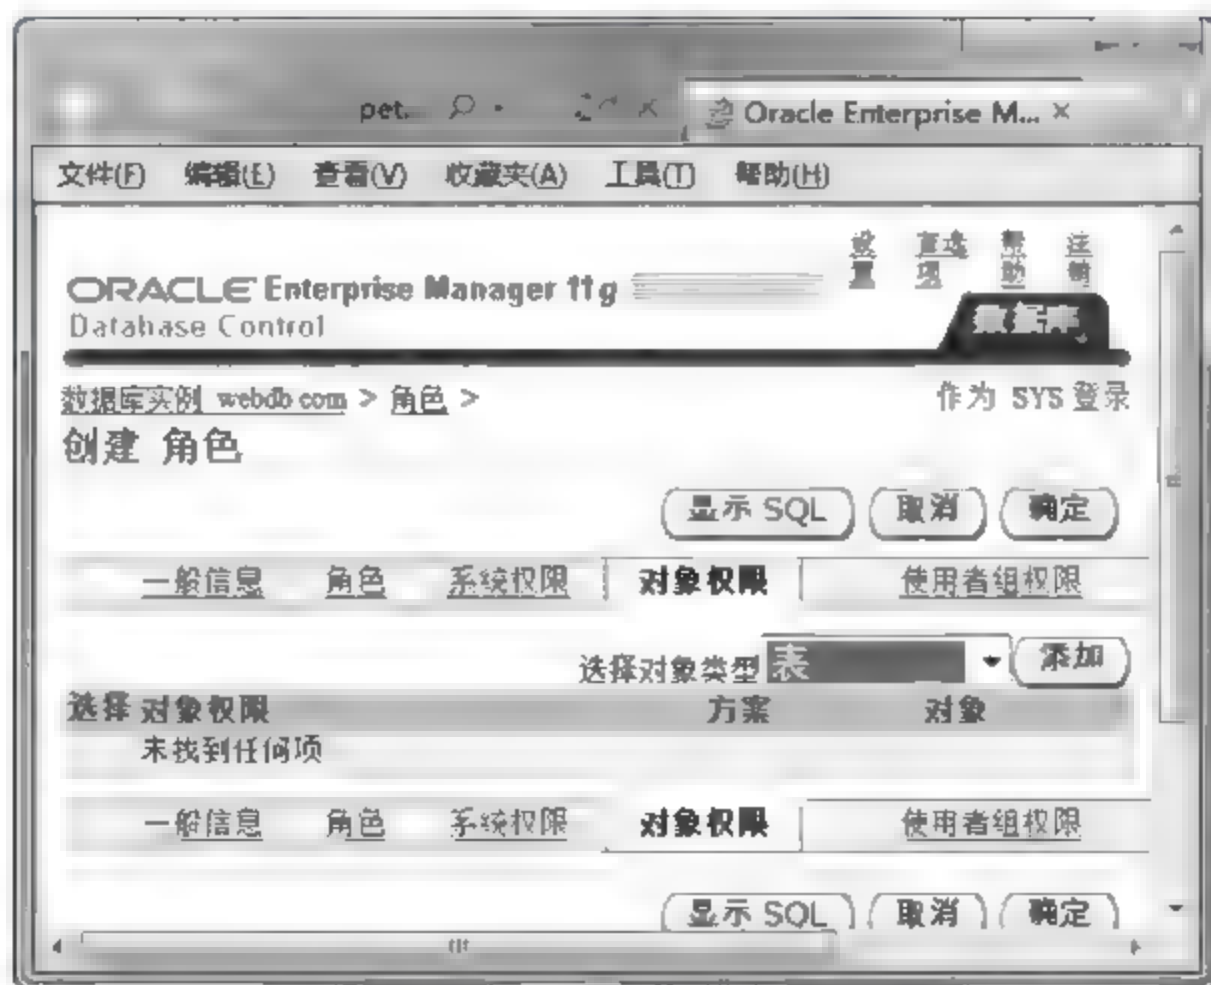 pet.
Oracle Enterprise M...
文件(F) 编辑(E) 查看(V) 收藏夹(A) 工具(T) 帮助(H)
设置 首选项 帮助 注销
ORACLE Enterprise Manager 11g
Database Control
数据库
数据库实例 webdb com > 角色 >
作为 SYS 登录
创建 角色
显示 SQL 取消 确定
一般信息 角色 系统权限 对象权限 使用者组权限
选择对象类型 表 添加
选择 对象权限 方案 对象
未找到任何项
一般信息 角色 系统权限 对象权限 使用者组权限
显示 SQL 取消 确定